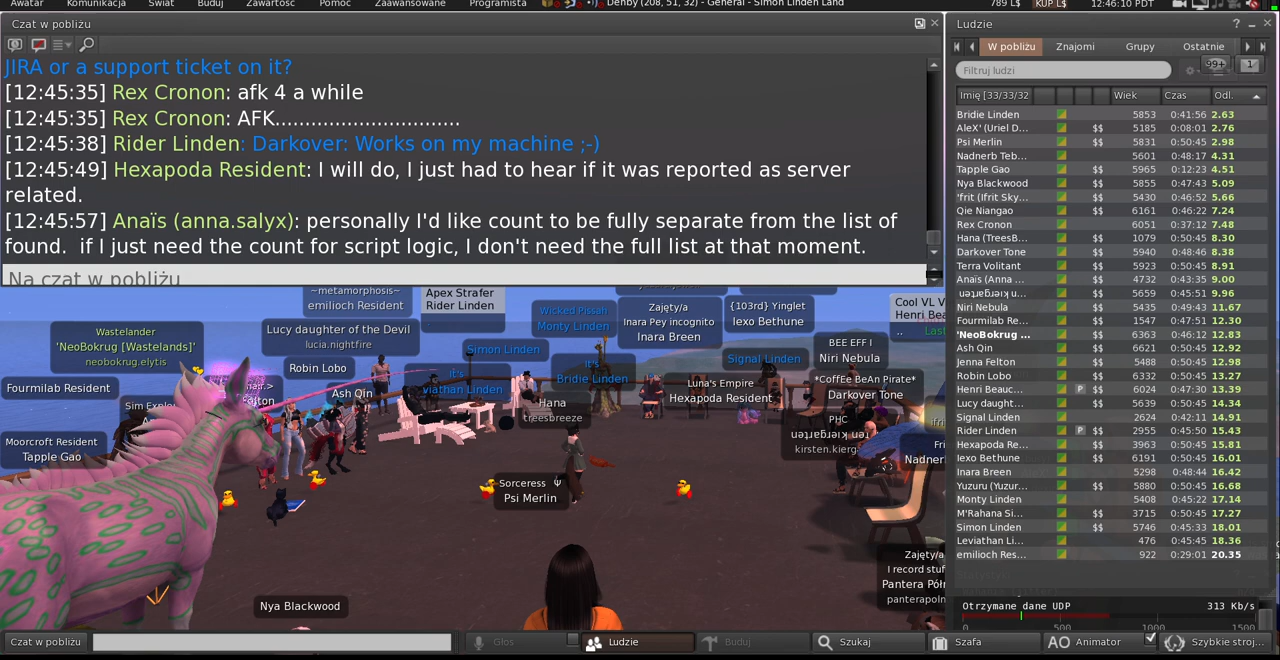 Awatar Komunikacja Świat Buduj Zawartość Pomoc Zaawansowane Programista Denby (208, 51, 32) - General - Simon Linden Land 789 L$ KUP L$ 12:46:10 PDT
Czat w pobliżu
JIRA or a support ticket on it?
[12:45:35] Rex Cronon: afk 4 a while
[12:45:35] Rex Cronon: AFK.............................
[12:45:38] Rider Linden: Darkover: Works on my machine ;-)
[12:45:49] Hexapoda Resident: I will do, I just had to hear if it was reported as server
related.
[12:45:57] Anaïs (anna.salyx): personally I'd like count to be fully separate from the list of
found. if I just need the count for script logic, I don't need the full list at that moment.
Na czat w pobliżu
~metamorphosis~
emilioch Resident
Apex Strafer
Rider Linden
Wicked Pissah
Monty Linden
Zajęty/a
Inara Pey incognito
Inara Breen
{103rd} Yinglet
Iexo Bethune
Cool VL V
Henri Beau
..
Last
Wastelander
'NeoBokrug [Wastelands]'
neobokrug.elytis
Lucy daughter of the Devil
lucia.nightfire
Simon Linden
it's
Bridie Linden
Signal Linden
BEE EFF I
Niri Nebula
Robin Lobo
Fourmilab Resident
Ash Qin
it's
viathan Linden
Luna's Empire
Hexapoda Resident
*CoffEe BeAn Pirate*
Darkover Tone
Hana
treesbreeze
PHC
kirsten.kierg
Moorcroft Resident
Tapple Gao
Fri
Nadner
Sorceress Ψ
Psi Merlin
Zajęty/a
I record stuf
Pantera Półn
panterapoln
Nya Blackwood
Ludzie
W pobliżu Znajomi Grupy Ostatnie
Filtruj ludzi
99+ 1
Imię [33/33/32 Wiek Czas Odl.
Bridie Linden 5853 0:41:56 2.63
AleX' (Uriel D... $$ 5185 0:08:01 2.76
Psi Merlin $$ 5831 0:50:45 2.98
Nadnerb Teb... 5601 0:48:17 4.31
Tapple Gao $$ 5965 0:12:23 4.51
Nya Blackwood $$ 5855 0:47:43 5.09
'frit (Ifrit Sky... $$ 5430 0:46:52 5.66
Qie Niangao $$ 6161 0:46:22 7.24
Rex Cronon 6051 0:37:12 7.48
Hana (TreesB... $$ 1079 0:50:45 8.30
Darkover Tone $$ 5940 0:48:46 8.38
Terra Volitant $$ 5923 0:50:45 8.91
Anaïs (Anna ... $$ 4732 0:43:35 9.00
$$ 5659 0:45:51 9.96
Niri Nebula $$ 5435 0:49:43 11.67
Fourmilab Re... $$ 1547 0:47:51 12.30
'NeoBokrug ... $$ 6363 0:46:12 12.83
Ash Qin $$ 6621 0:50:45 12.92
Jenna Felton $$ 5488 0:50:45 12.98
Robin Lobo $$ 6332 0:50:45 13.27
Henri Beauc... P $$ 6024 0:47:30 13.39
Lucy daught... $$ 5639 0:50:45 14.34
Signal Linden 2624 0:42:11 14.91
Rider Linden P $$ 2955 0:45:50 15.43
Hexapoda Re... $$ 3963 0:50:45 15.81
Iexo Bethune $$ 6191 0:50:45 16.01
Inara Breen 5298 0:48:44 16.42
Yuzuru (Yuzur... $$ 5880 0:50:45 16.68
Monty Linden 5408 0:45:22 17.14
M'Rahana Si... $$ 3715 0:50:45 17.27
Simon Linden $$ 5746 0:45:33 18.01
Leviathan Li... 476 0:45:45 18.36
emilioch Res... 922 0:29:01 20.35
Otrzymane dane UDP 313 Kb/s
0 500 1000 1500
Czat w pobliżu Głos Ludzie Buduj Szukaj Szafa AO Animator Szybkie stroj...